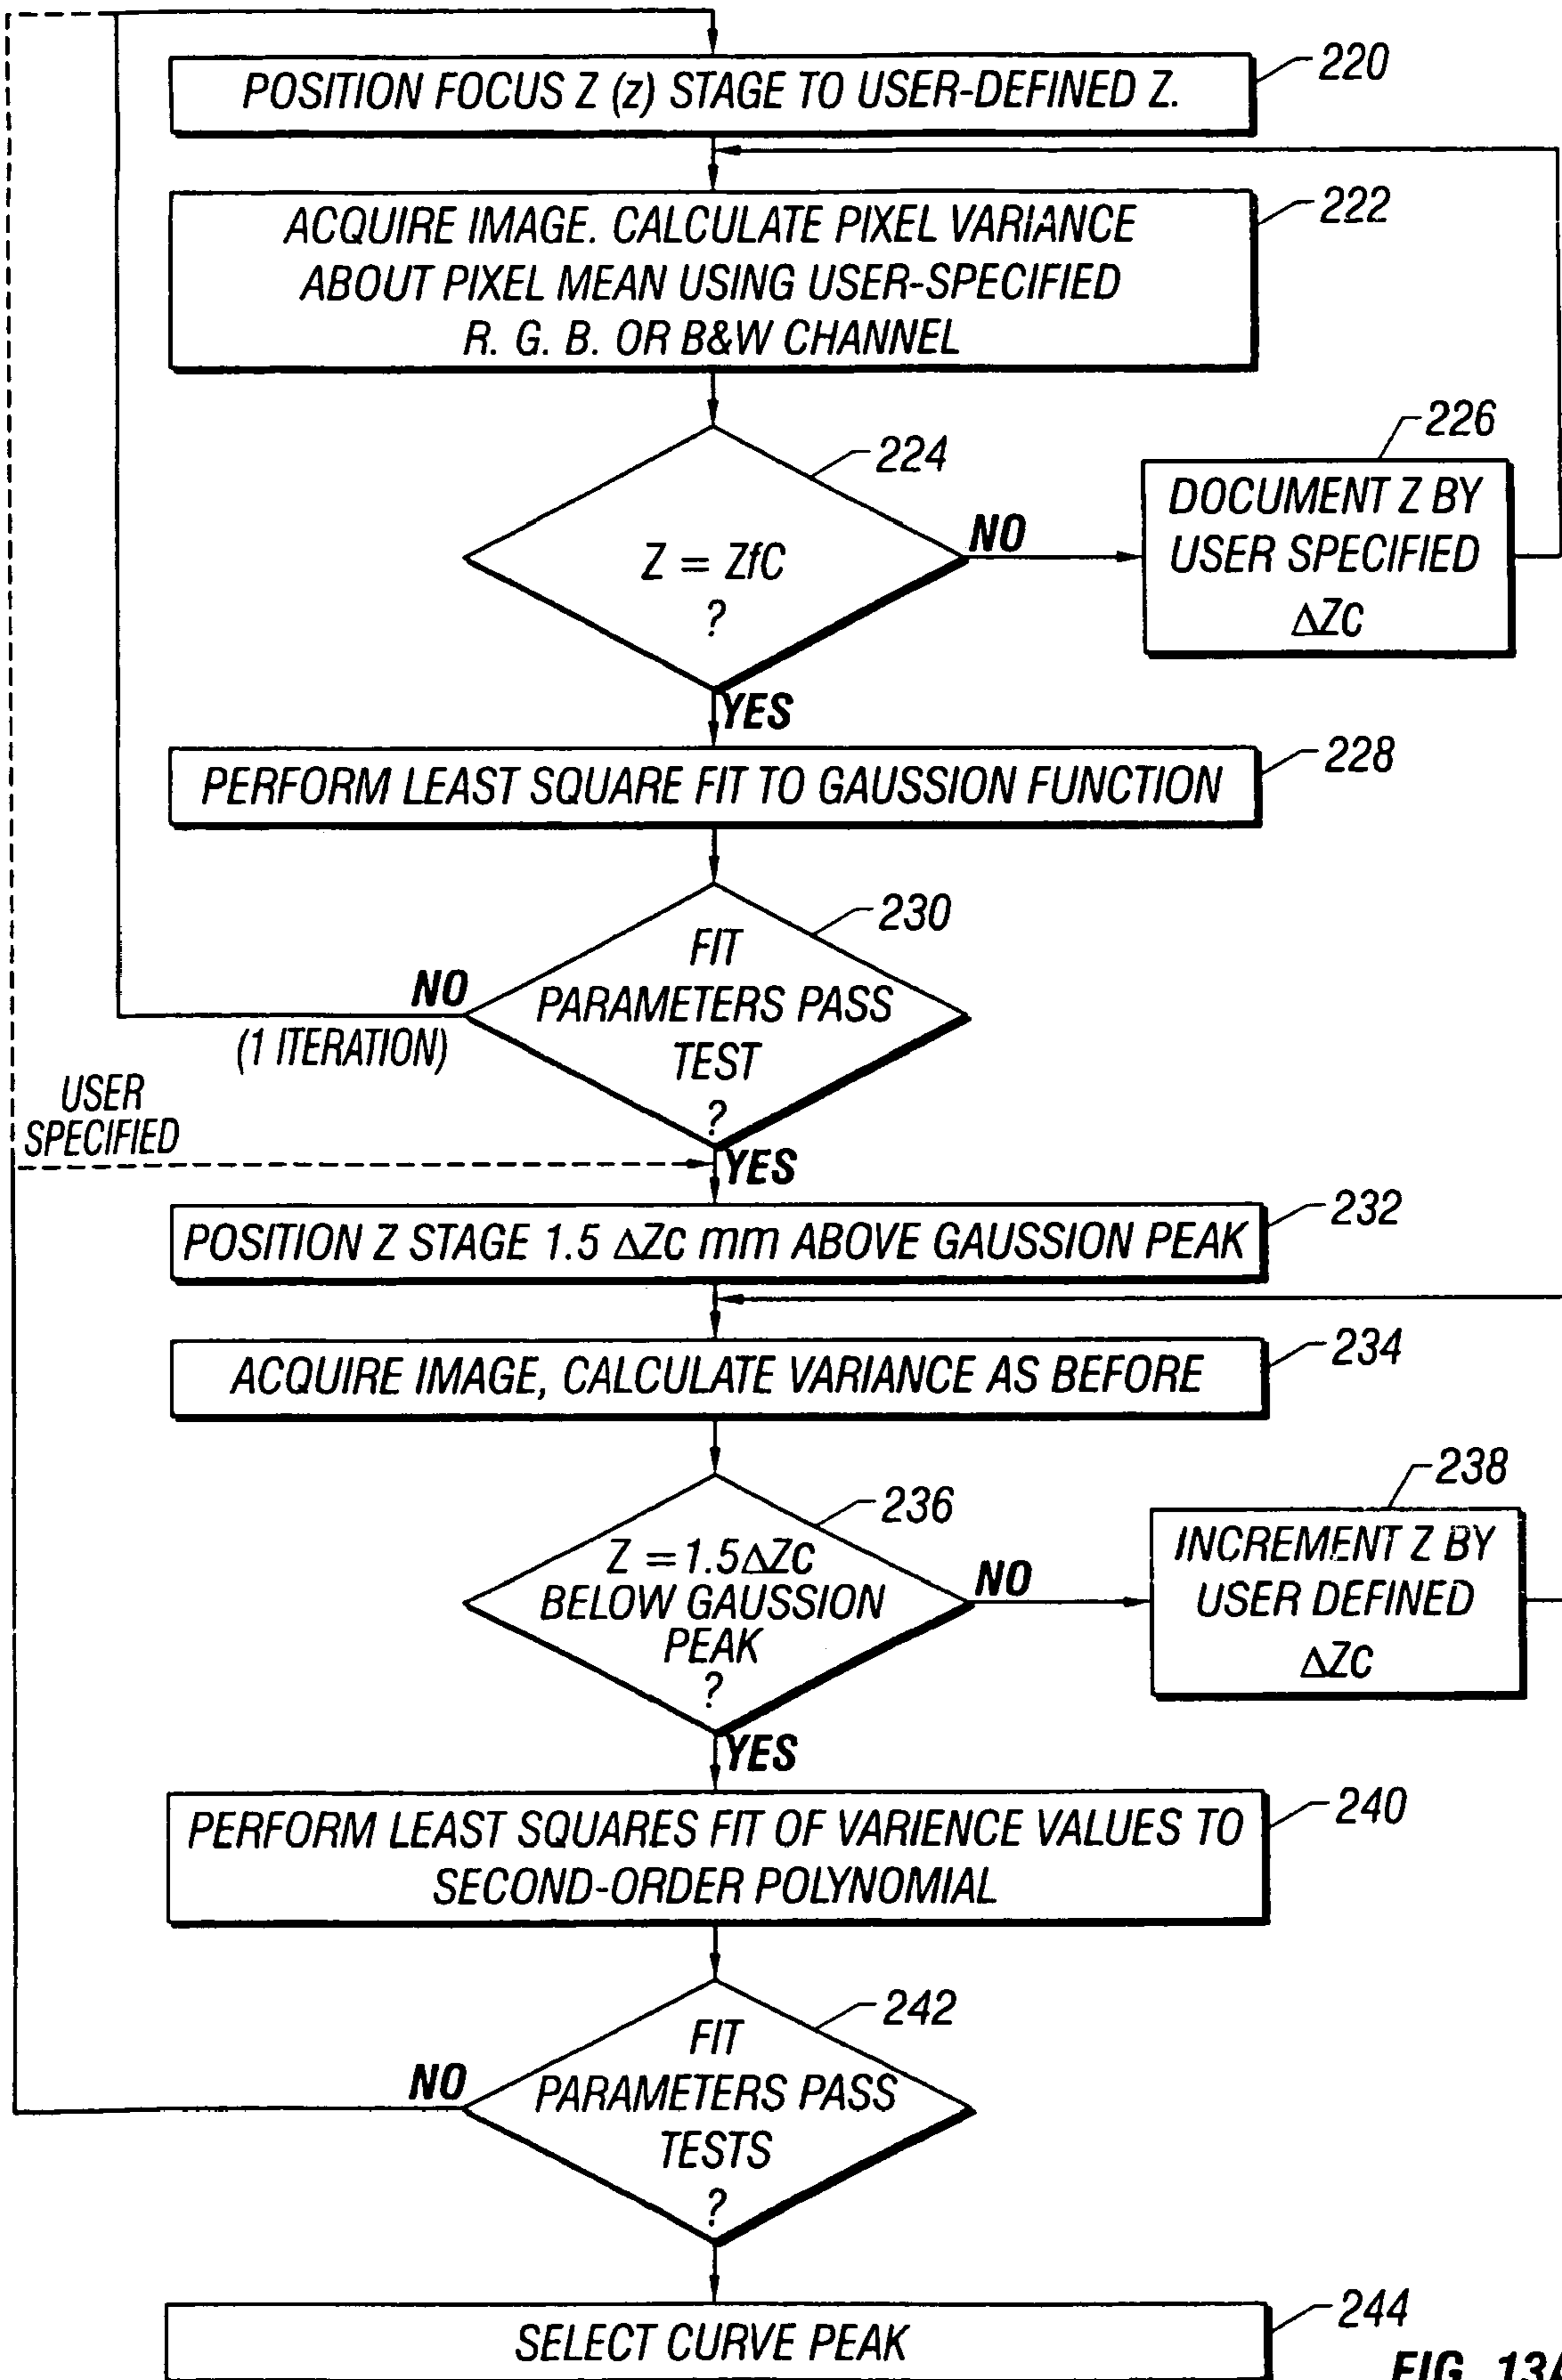 POSITION FOCUS Z (z) STAGE TO USER-DEFINED Z.
220
ACQUIRE IMAGE. CALCULATE PIXEL VARIANCE
ABOUT PIXEL MEAN USING USER-SPECIFIED
R. G. B. OR B&W CHANNEL
222
224
Z = ZfC
?
NO
226
DOCUMENT Z BY
USER SPECIFIED
ΔZc
YES
PERFORM LEAST SQUARE FIT TO GAUSSION FUNCTION
228
230
FIT
PARAMETERS PASS
TEST
?
NO
(1 ITERATION)
USER
SPECIFIED
YES
POSITION Z STAGE 1.5 ΔZc mm ABOVE GAUSSION PEAK
232
ACQUIRE IMAGE, CALCULATE VARIANCE AS BEFORE
234
236
Z = 1.5ΔZc
BELOW GAUSSION
PEAK
?
NO
238
INCREMENT Z BY
USER DEFINED
ΔZc
YES
PERFORM LEAST SQUARES FIT OF VARIENCE VALUES TO
SECOND-ORDER POLYNOMIAL
240
242
FIT
PARAMETERS PASS
TESTS
?
NO
SELECT CURVE PEAK
244
FIG. 13A